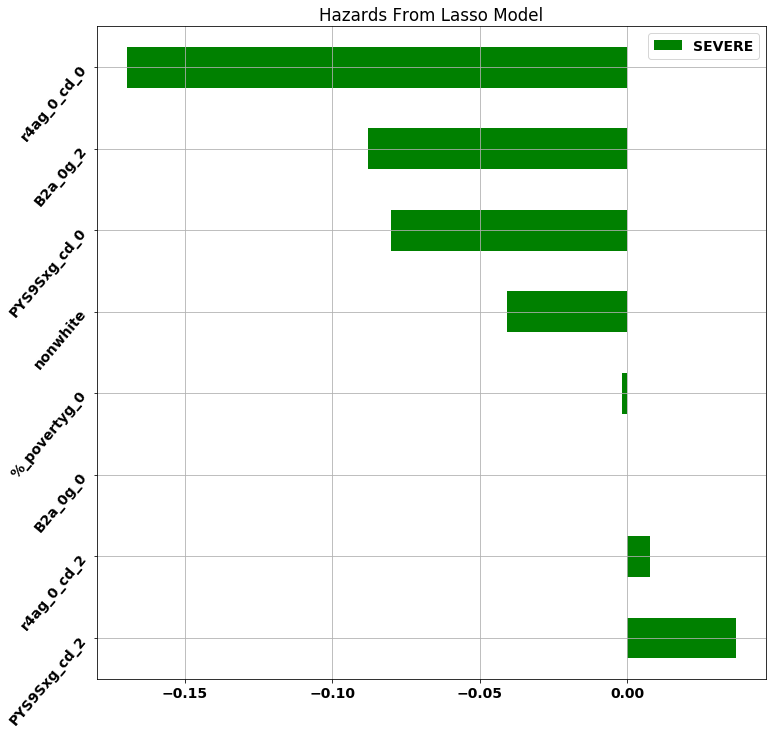 Hazards From Lasso Model
SEVERE
r4ag_0_cd_0
B2a_0g_2
PYS9Sxg_cd_0
nonwhite
%_povertyg_0
B2a_0g_0
r4ag_0_cd_2
PYS9Sxg_cd_2
−0.15 −0.10 −0.05 0.00